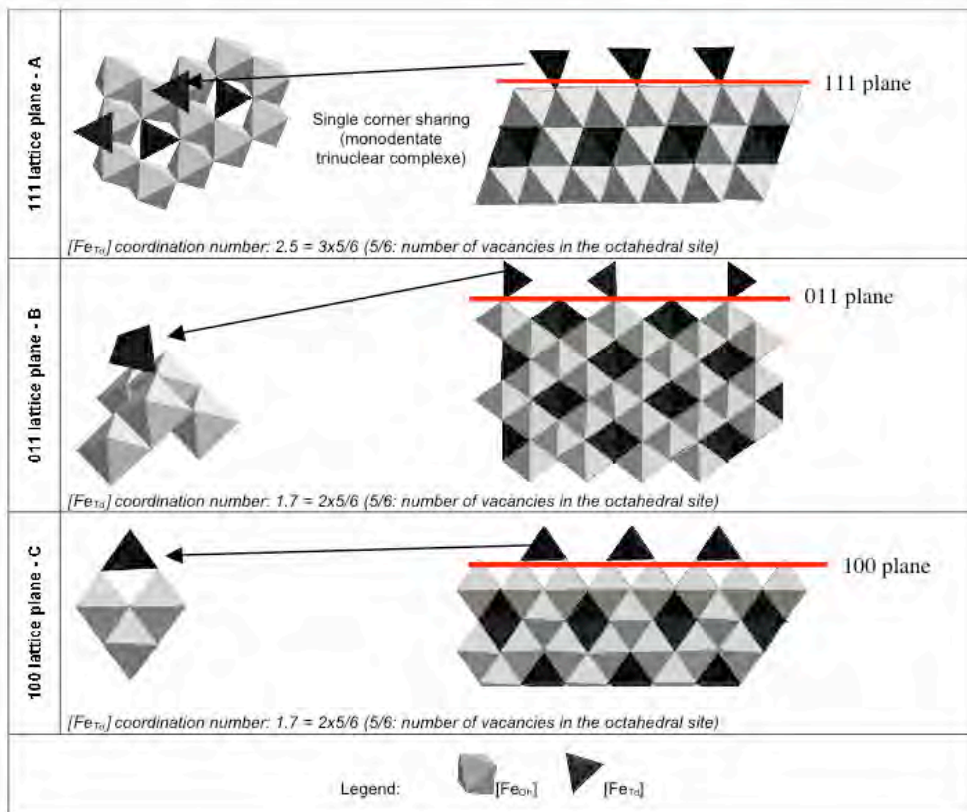 111 lattice plane - A
Single corner sharing
(monodentate
trinuclear complexe)
111 plane
[FeTd] coordination number: 2.5 = 3x5/6 (5/6: number of vacancies in the octahedral site)
011 lattice plane - B
011 plane
[FeTd] coordination number: 1.7 = 2x5/6 (5/6: number of vacancies in the octahedral site)
100 lattice plane - C
100 plane
[FeTd] coordination number: 1.7 = 2x5/6 (5/6: number of vacancies in the octahedral site)
Legend: [FeOh] [FeTd]